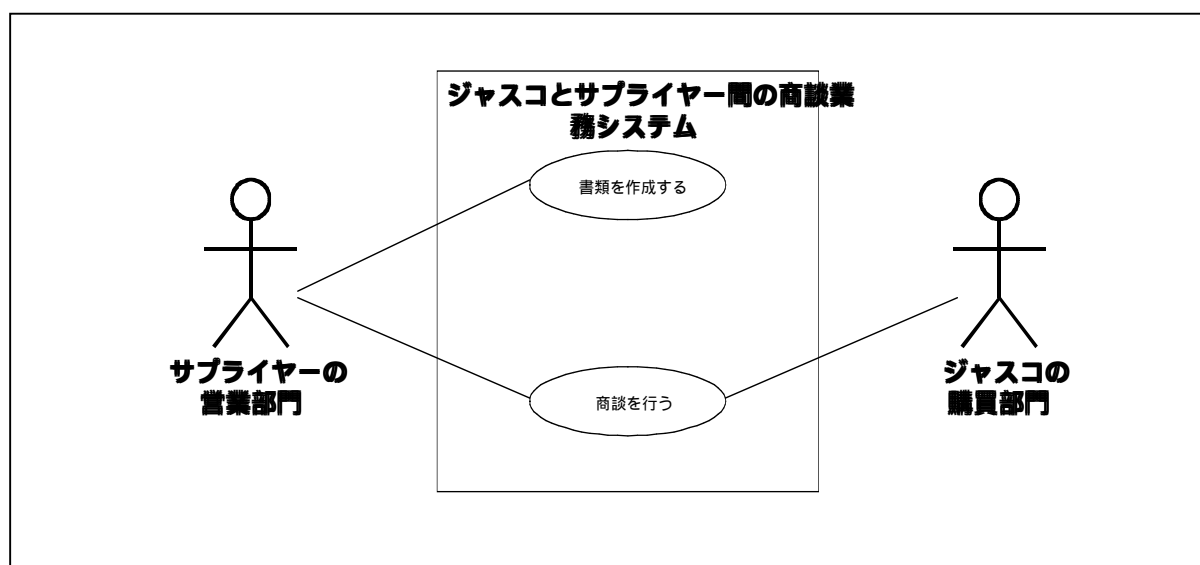 ジャスコとサプライヤー間の商談業
務システム
書類を作成する
サプライヤーの
営業部門
商談を行う
ジャスコの
購買部門